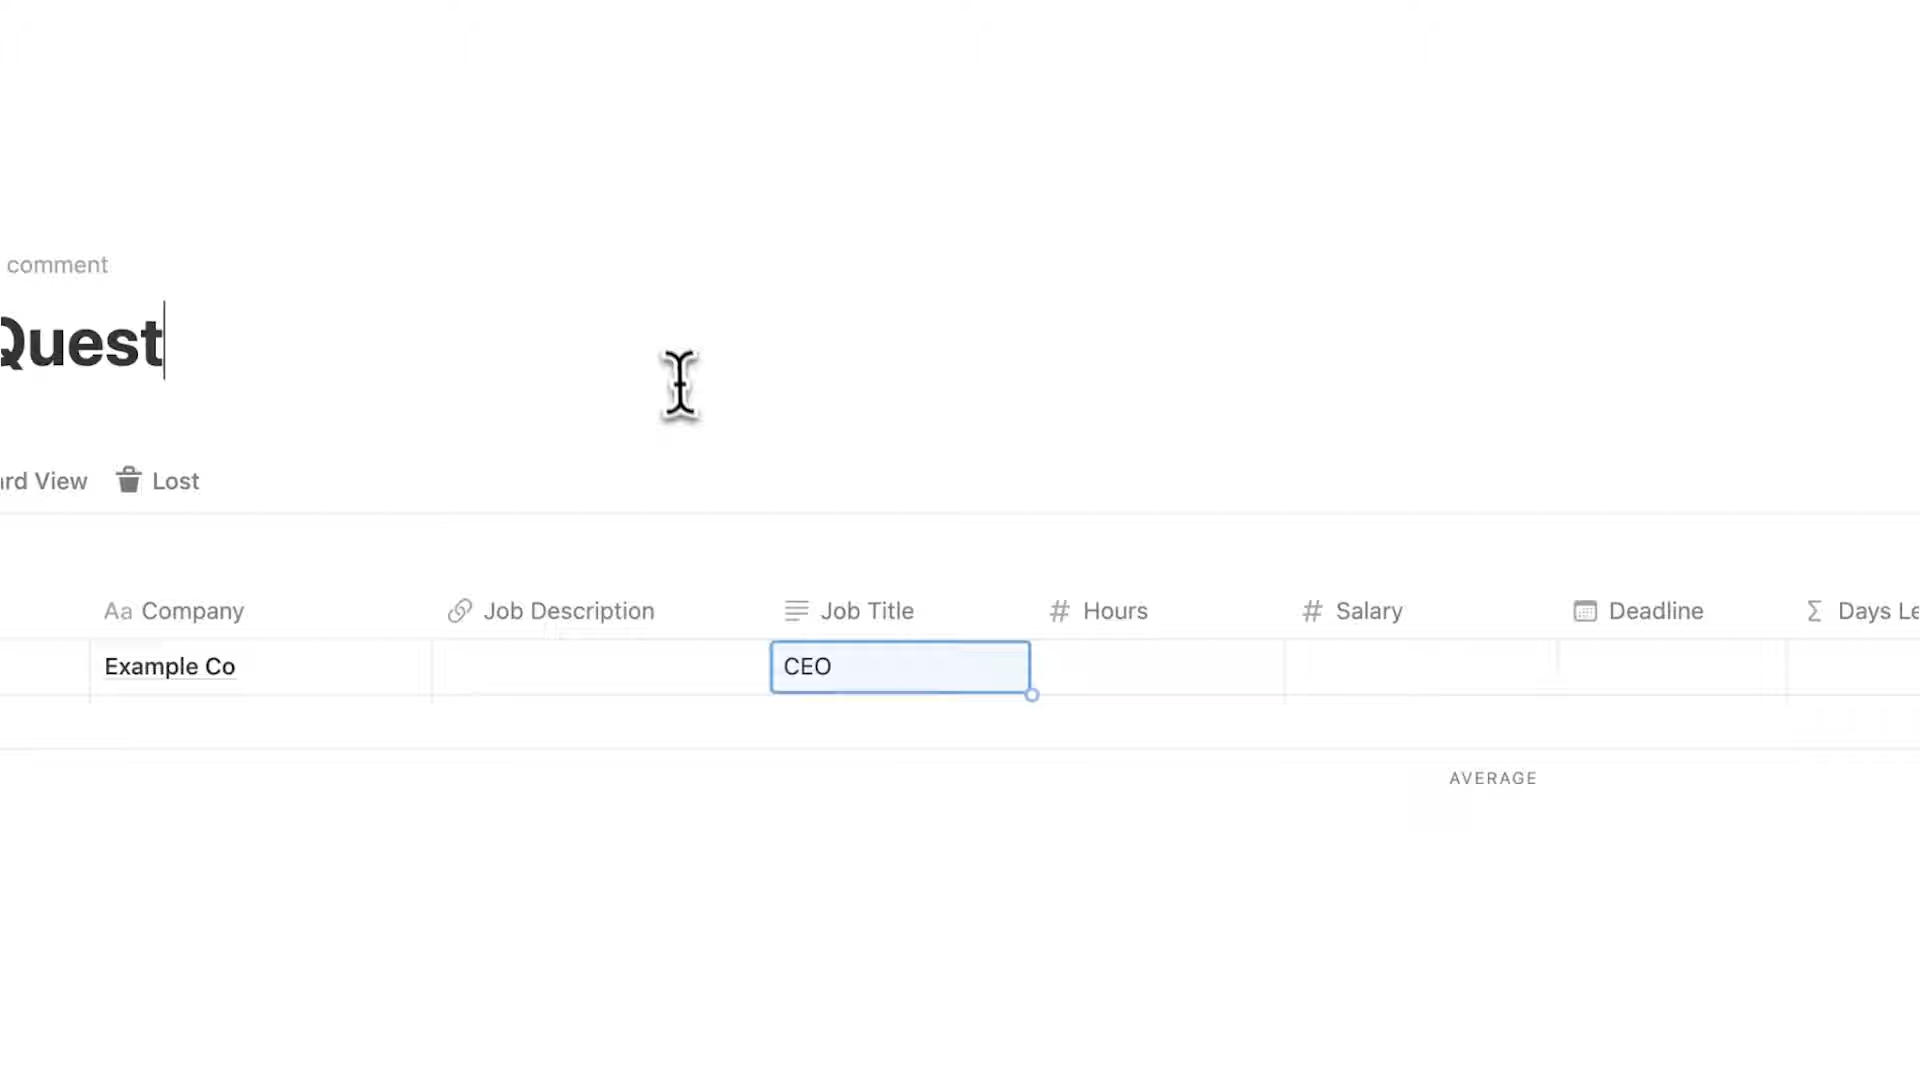 comment
Quest
rd View Lost
Aa Company Job Description Job Title # Hours # Salary Deadline Σ Days Le
Example Co CEO
AVERAGE